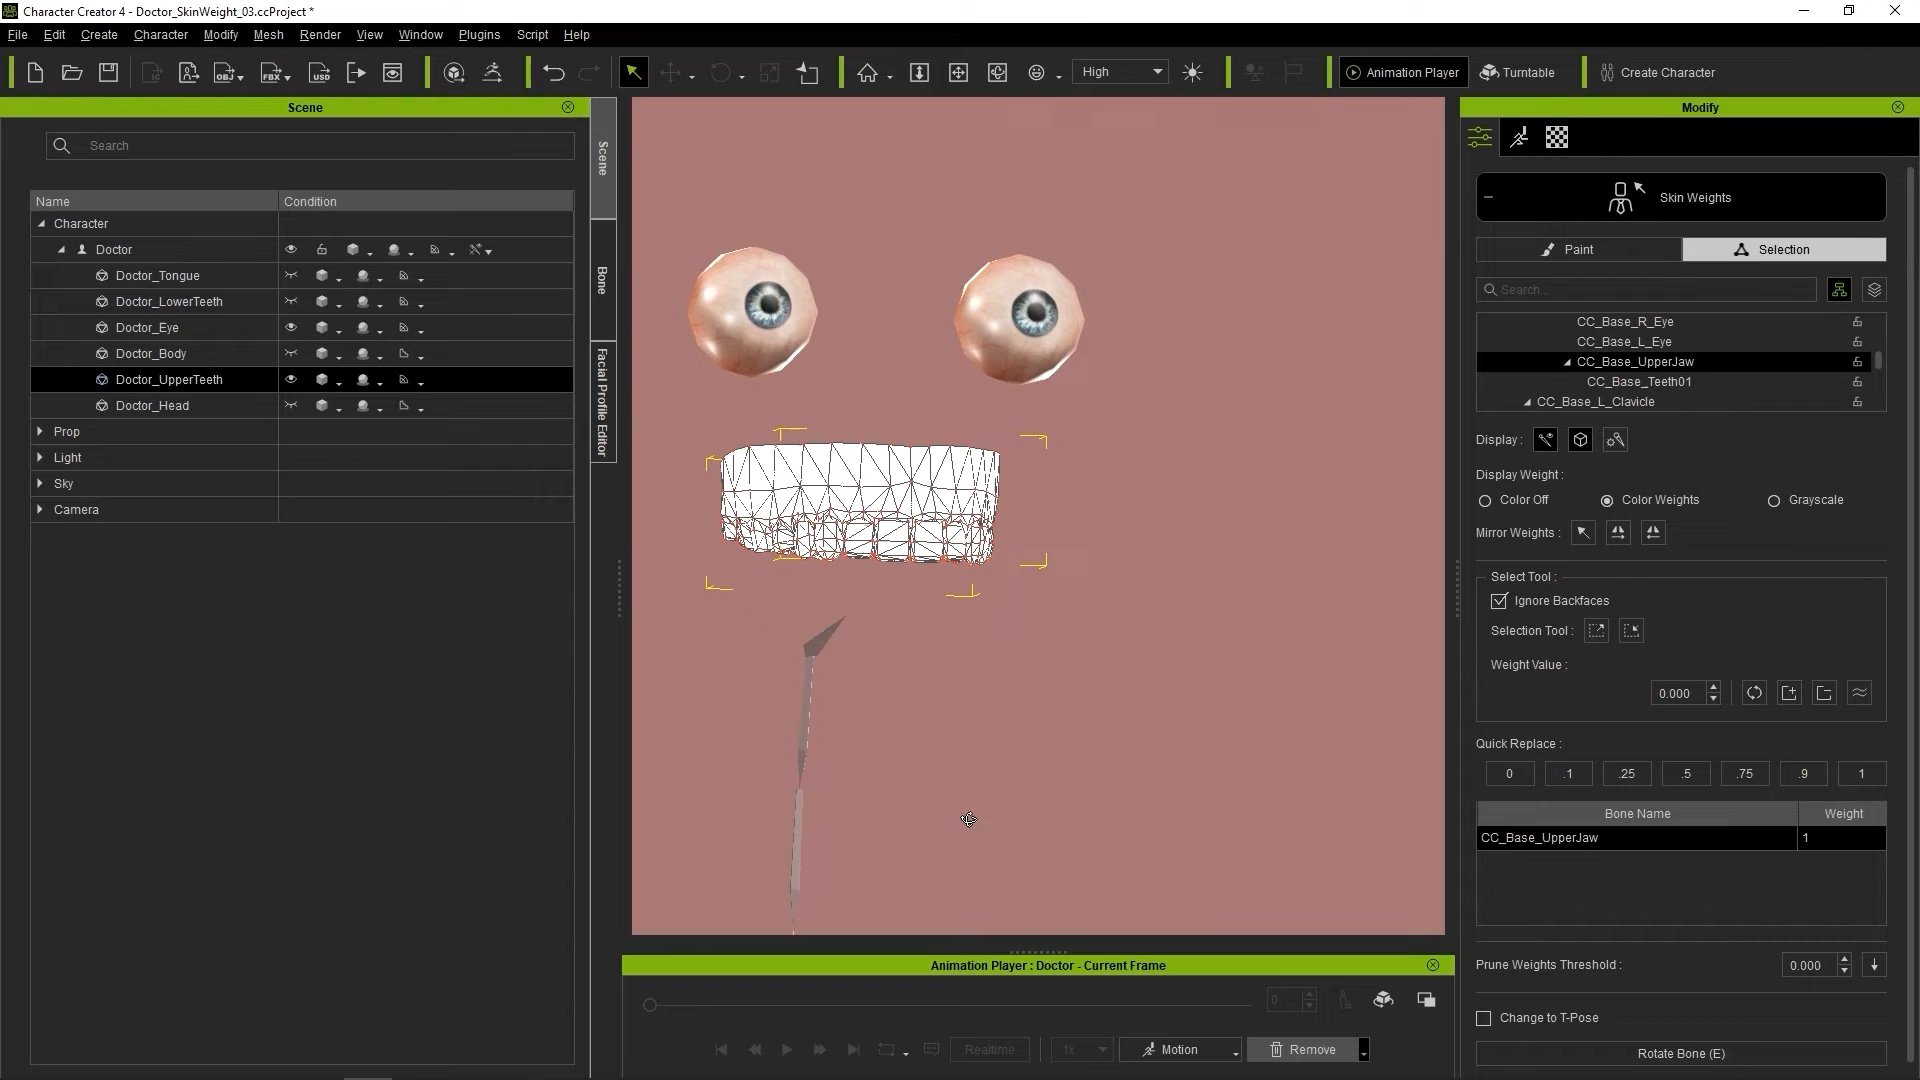 Character Creator 4 - Doctor_SkinWeight_03.ccProject *
File Edit Create Character Modify Mesh Render View Window Plugins Script Help
OBJ FBX USD High Animation Player Turntable Create Character
Scene
Search
Name Condition
Character
Doctor
Doctor_Tongue
Doctor_LowerTeeth
Doctor_Eye
Doctor_Body
Doctor_UpperTeeth
Doctor_Head
Prop
Light
Sky
Camera
Scene
Bone
Facial Profile Editor
Animation Player : Doctor - Current Frame
0
Realtime 1x Motion Remove
Modify
Skin Weights
Paint Selection
Search...
CC_Base_R_Eye
CC_Base_L_Eye
CC_Base_UpperJaw
CC_Base_Teeth01
CC_Base_L_Clavicle
Display :
Display Weight :
Color Off Color Weights Grayscale
Mirror Weights :
Select Tool :
Ignore Backfaces
Selection Tool :
Weight Value :
0.000
Quick Replace :
0 .1 .25 .5 .75 .9 1
Bone Name Weight
CC_Base_UpperJaw 1
Prune Weights Threshold : 0.000
Change to T-Pose
Rotate Bone (E)